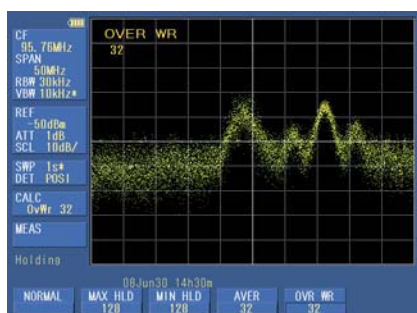 CF
95.76MHz
SPAN
50MHz
RBW 30kHz
VBW 10kHz*
REF
-50dBm
ATT 1dB
SCL 10dB/
SWP 1s*
DET POSI
CALC
OvWr 32
MEAS
Holding
OVER WR
32
08Jun30 14h30m
NORMAL
MAX HLD
128
MIN HLD
128
AVER
32
OVR WR
32